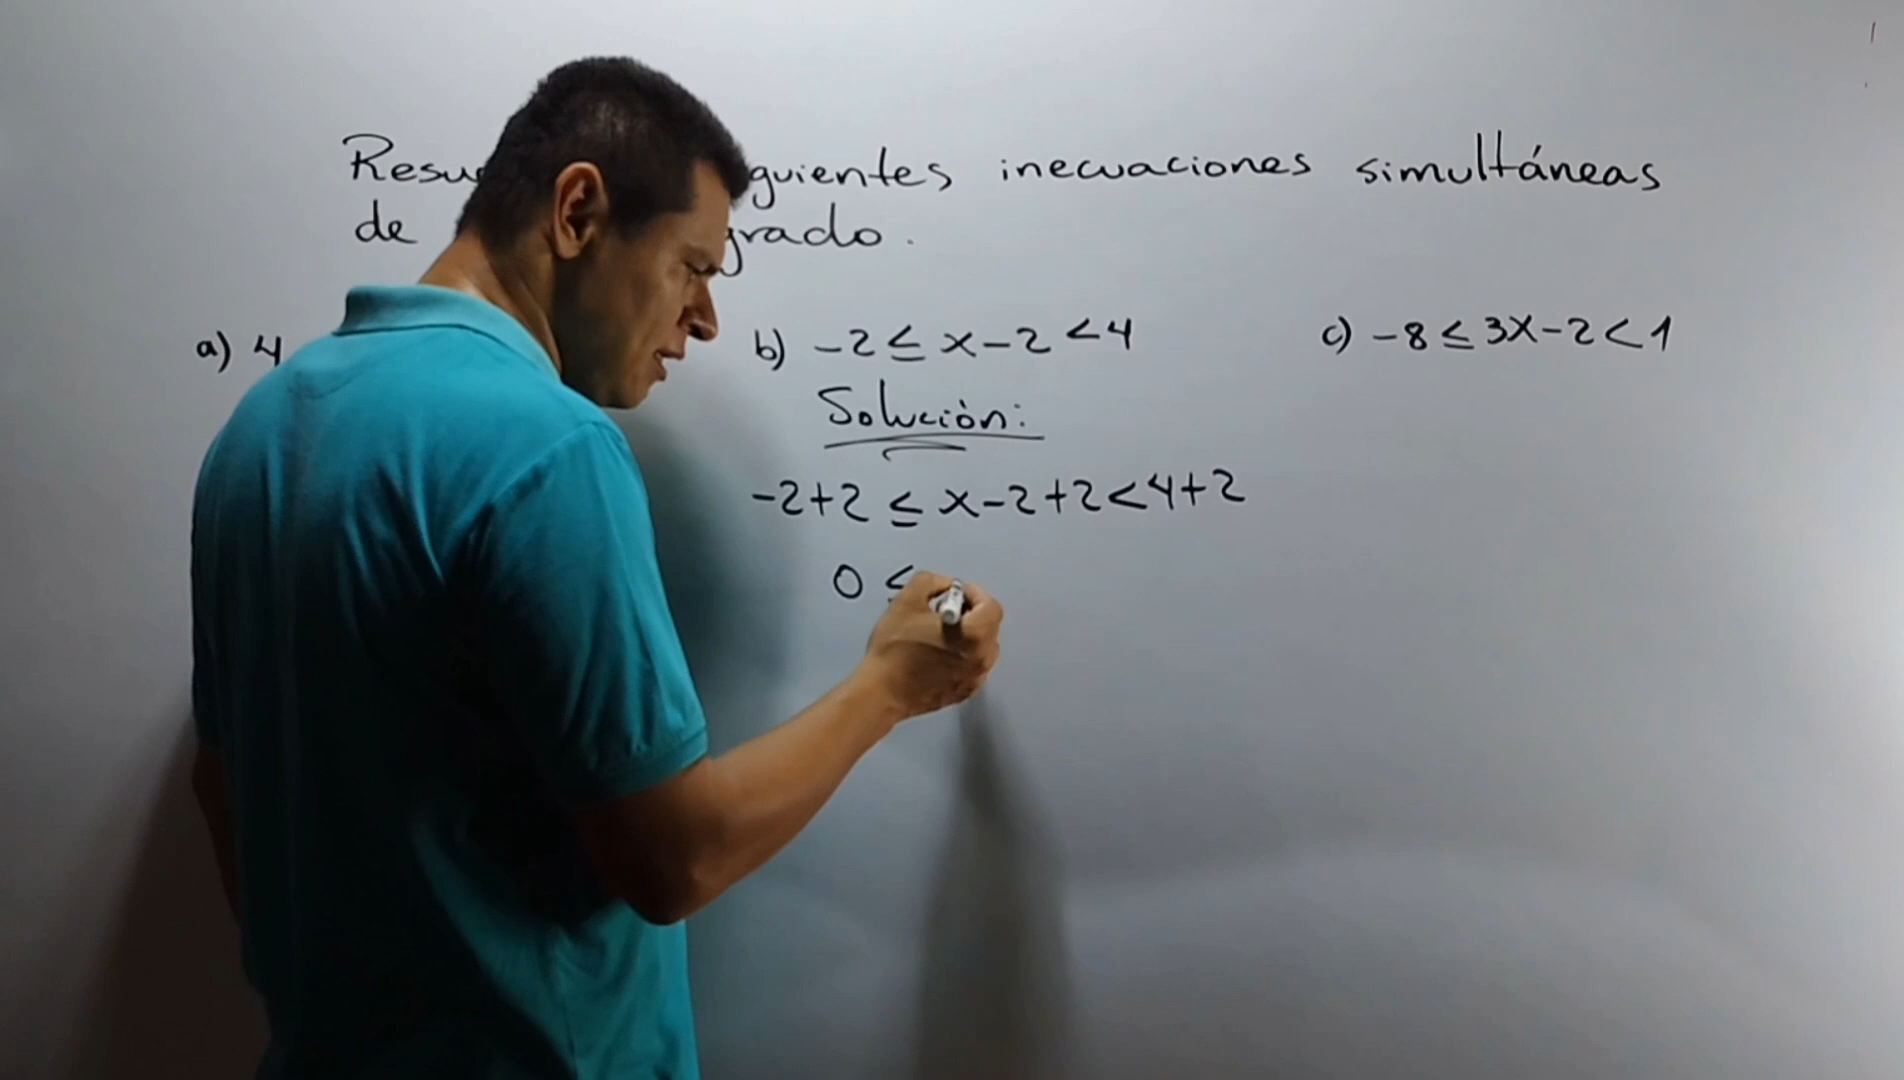 guientes inecuaciones simultáneas
de grado.
a) 4
b) -2 ≤ x-2 < 4
c) -8 ≤ 3x-2 < 1
Solución:
-2+2 ≤ x-2+2 < 4+2
0 ≤